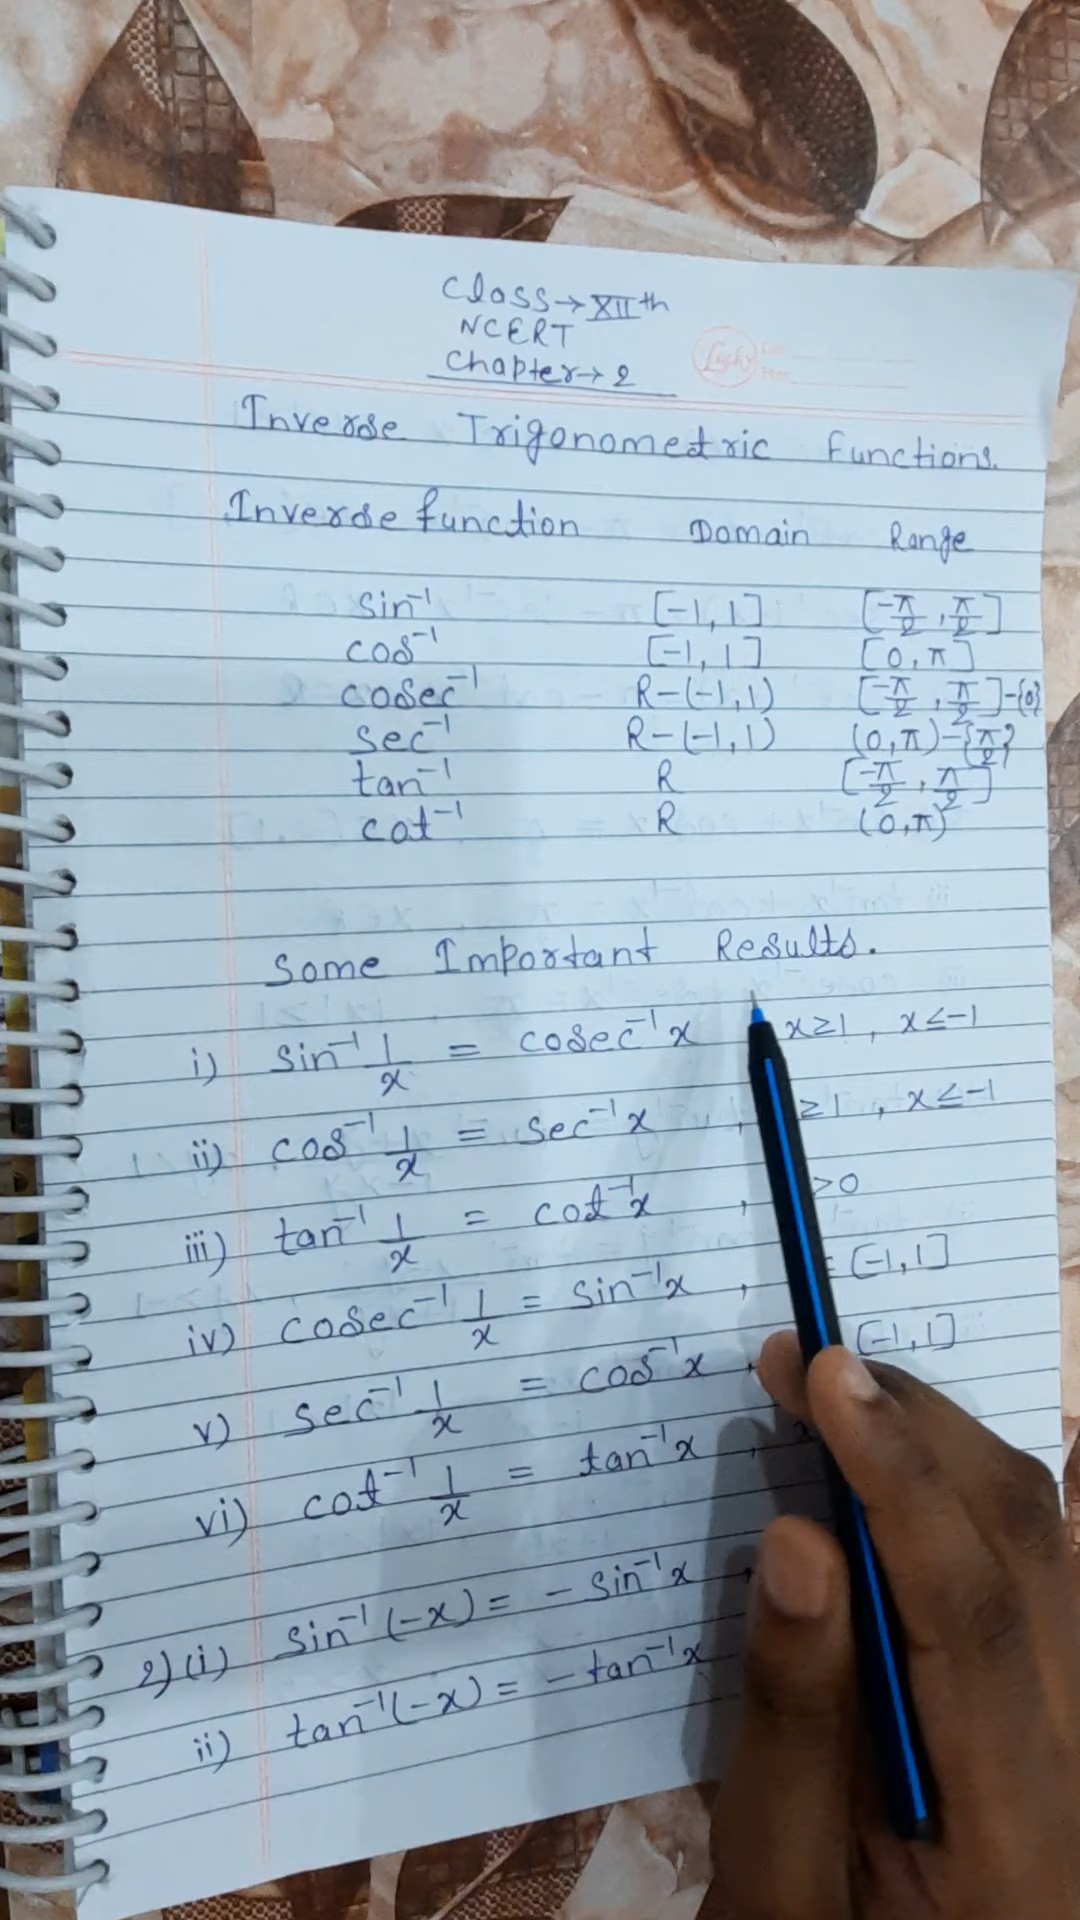 Class→XIIth
NCERT
Chapter→2
Lucky
Inverse Trigonometric Functions.
Inverse function Domain Range
sin⁻¹ [-1,1] [-π/2, π/2]
cos⁻¹ [-1,1] [0,π]
cosec⁻¹ R-(-1,1) [-π/2, π/2]-{0}
sec⁻¹ R-(-1,1) (0,π)-{π/2}
tan⁻¹ R [-π/2, π/2]
cat⁻¹ R (0,π)
Some Important Results.
i) sin⁻¹ 1/x = cosec⁻¹x x≥1, x≤-1
ii) cos⁻¹ 1/x = sec⁻¹x , ≥1, x≤-1
iii) tan⁻¹ 1/x = cot⁻¹x , >0
iv) cosec⁻¹ 1/x = sin⁻¹x , [-1,1]
v) sec⁻¹ 1/x = cos⁻¹x , [-1,1]
vi) cot⁻¹ 1/x = tan⁻¹x ,
2) (i) sin⁻¹(-x) = -sin⁻¹x ,
ii) tan⁻¹(-x) = -tan⁻¹x